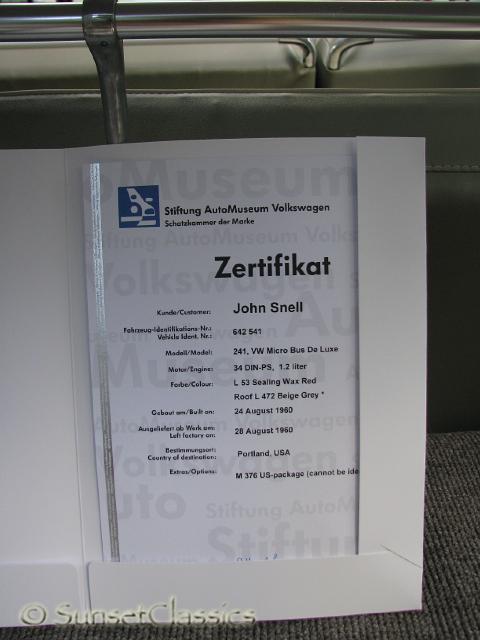 Stiftung AutoMuseum Volkswagen
Schatzkammer der Marke
Zertifikat
Kunde/Customer: John Snell
Fahrzeug-Identifikations-Nr.:
Vehicle Ident. Nr.: 642 541
Modell/Model: 241, VW Micro Bus De Luxe
Motor/Engine: 34 DIN-PS, 1.2 liter
Farbe/Colour: L 53 Sealing Wax Red
Roof L 472 Beige Grey *
Gebaut am/Built on: 24 August 1960
Ausgeliefert ab Werk am:
Left factory on: 28 August 1960
Bestimmungsort:
Country of destination: Portland, USA
Extras/Options: M 376 US-package (cannot be ide
© SunsetClassics